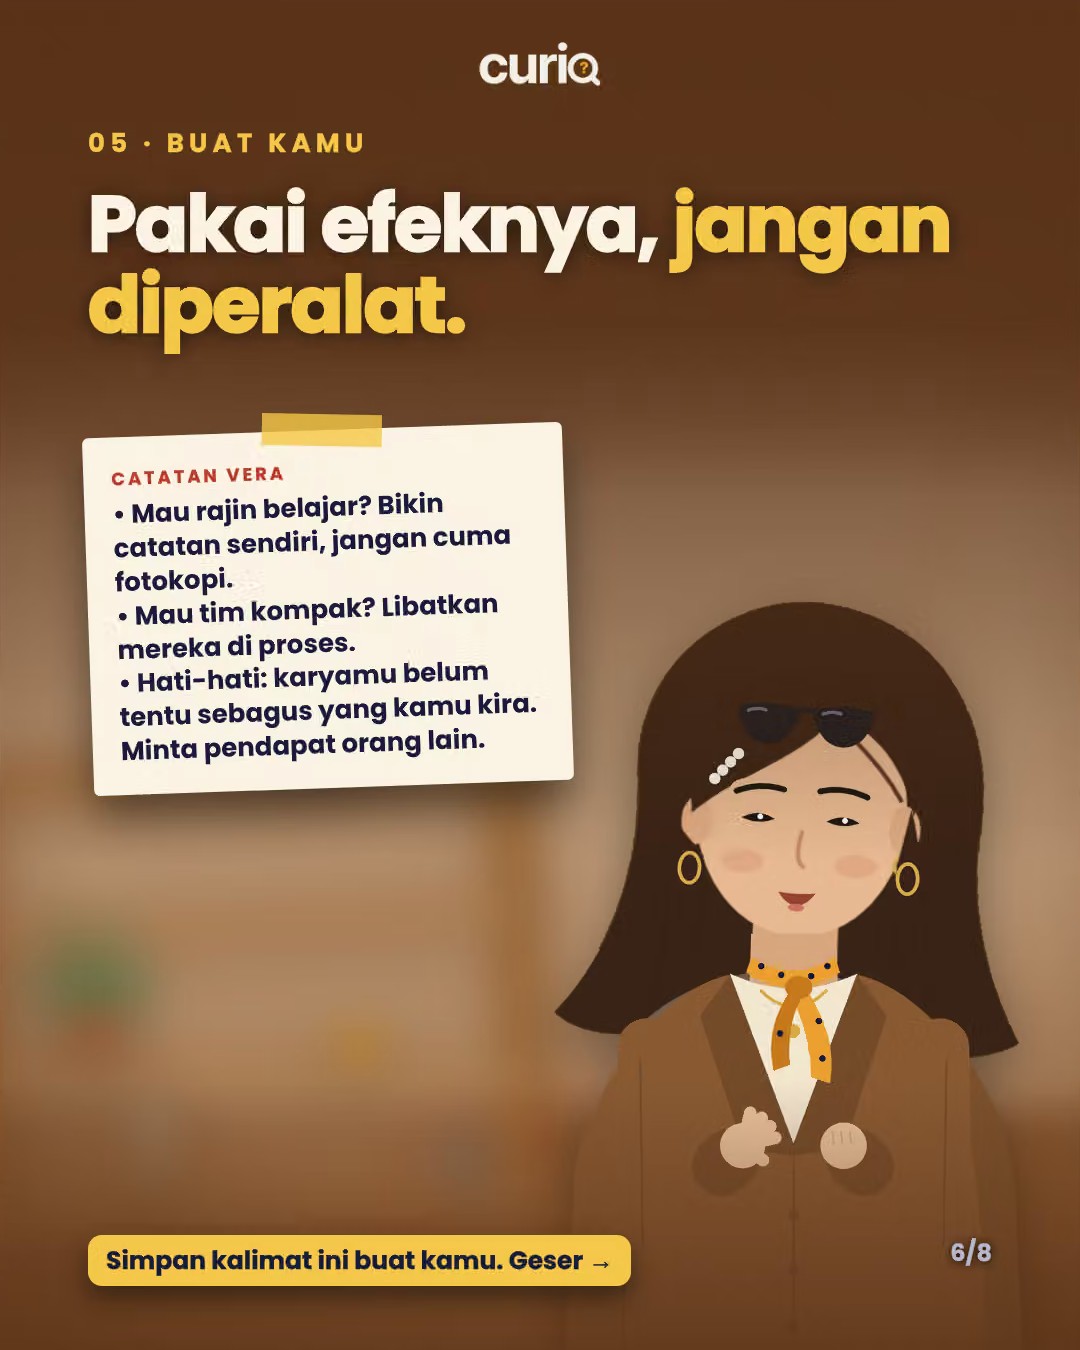 curio
05 · BUAT KAMU
Pakai efeknya, jangan
diperalat.
CATATAN VERA
• Mau rajin belajar? Bikin
catatan sendiri, jangan cuma
fotokopi.
• Mau tim kompak? Libatkan
mereka di proses.
• Hati-hati: karyamu belum
tentu sebagus yang kamu kira.
Minta pendapat orang lain.
Simpan kalimat ini buat kamu. Geser →
6/8